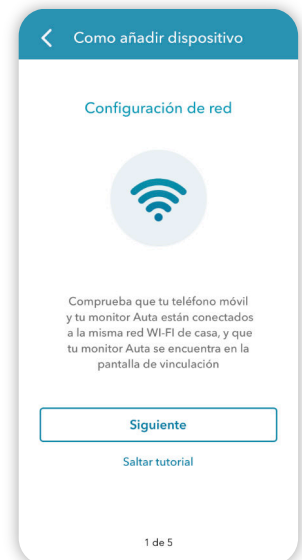 Como añadir dispositivo
Configuración de red
Comprueba que tu teléfono móvil
y tu monitor Auta están conectados
a la misma red WI-FI de casa, y que
tu monitor Auta se encuentra en la
pantalla de vinculación
Siguiente
Saltar tutorial
1 de 5